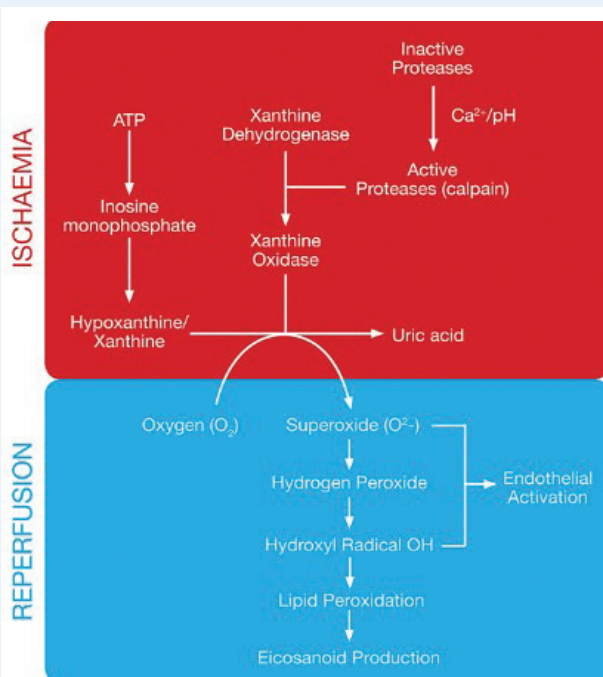 ISCHAEMIA
Inactive
Proteases
Ca²⁺/pH
ATP
Xanthine
Dehydrogenase
Active
Proteases (calpain)
Inosine
monophosphate
Xanthine
Oxidase
Hypoxanthine/
Xanthine
Uric acid
REPERFUSION
Oxygen (O₂)
Superoxide (O²⁻)
Hydrogen Peroxide
Endothelial
Activation
Hydroxyl Radical OH
Lipid Peroxidation
Eicosanoid Production